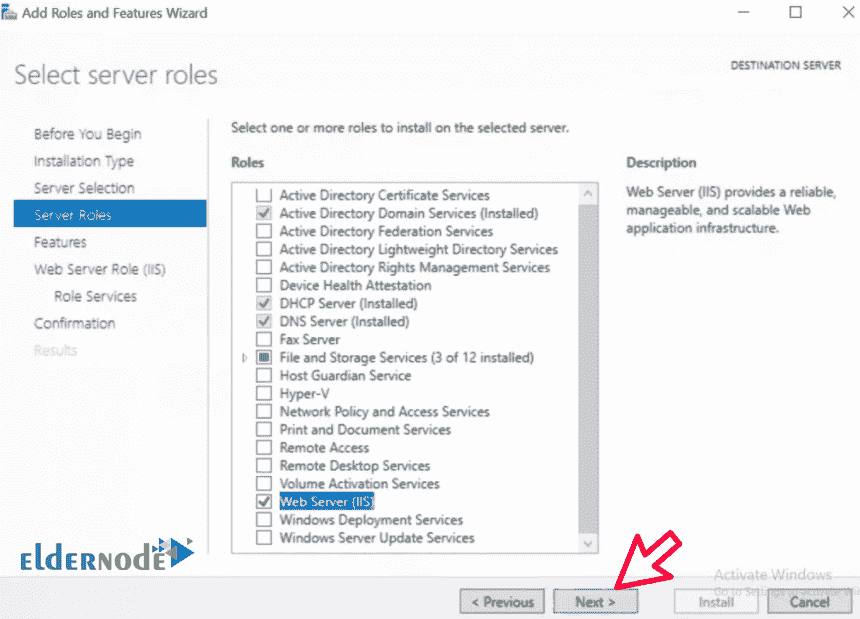 Add Roles and Features Wizard
Select server roles
DESTINATION SERVER
Before You Begin
Installation Type
Server Selection
Server Roles
Features
Web Server Role (IIS)
Role Services
Confirmation
Results
Select one or more roles to install on the selected server.
Roles
Active Directory Certificate Services
Active Directory Domain Services (Installed)
Active Directory Federation Services
Active Directory Lightweight Directory Services
Active Directory Rights Management Services
Device Health Attestation
DHCP Server (Installed)
DNS Server (Installed)
Fax Server
File and Storage Services (3 of 12 installed)
Host Guardian Service
Hyper-V
Network Policy and Access Services
Print and Document Services
Remote Access
Remote Desktop Services
Volume Activation Services
Web Server (IIS)
Windows Deployment Services
Windows Server Update Services
Description
Web Server (IIS) provides a reliable,
manageable, and scalable Web
application infrastructure.
eldernode
Activate Windows
Go to Settings to activate Win
< Previous
Next >
Install
Cancel